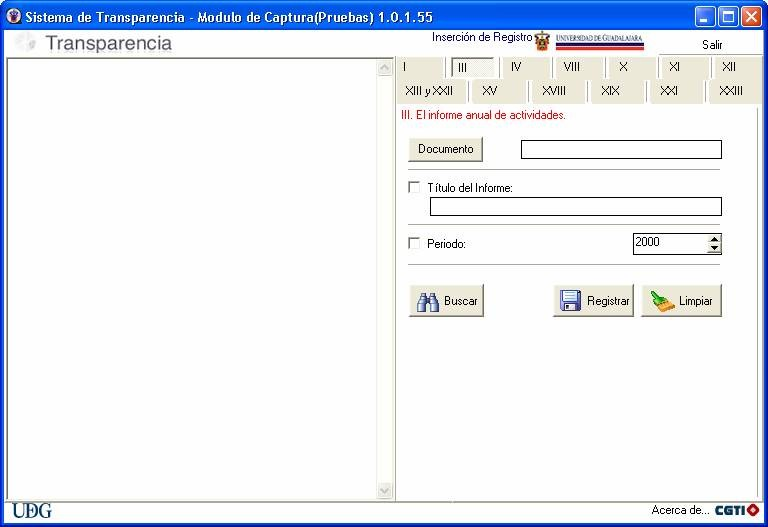 Sistema de Transparencia - Modulo de Captura(Pruebas) 1.0.1.55
Transparencia
Inserción de Registro
UNIVERSIDAD DE GUADALAJARA
Salir
I III IV VIII X XI XII
XIII y XXII XV XVIII XIX XXI XXIII
III. El informe anual de actividades.
Documento
Título del Informe:
Periodo: 2000
Buscar Registrar Limpiar
UDG
Acerca de... CGTI